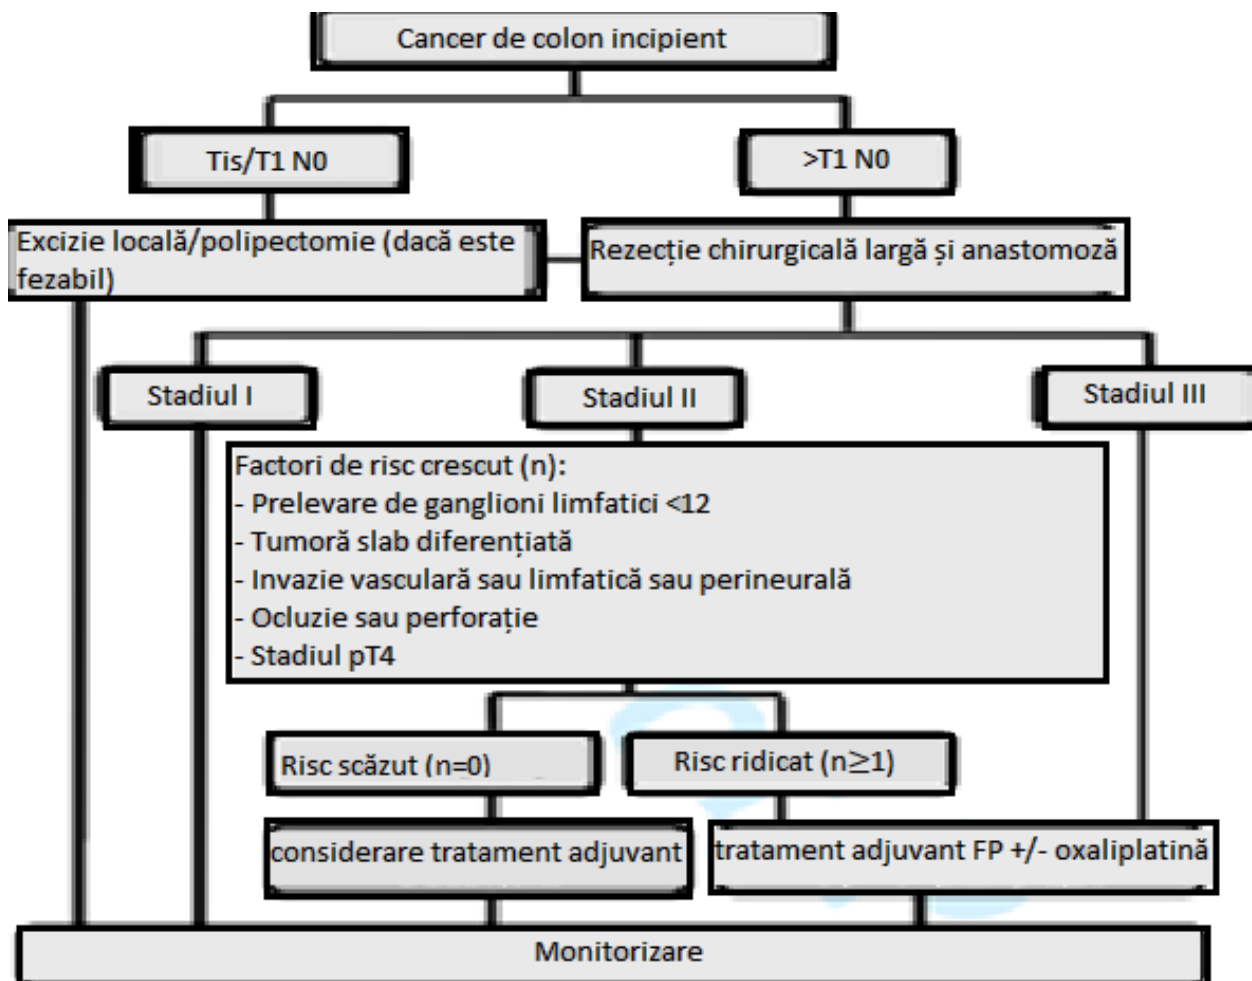 Cancer de colon incipient
Tis/T1 N0
>T1 N0
Excizie locală/polipectomie (dacă este
fezabil)
Rezecție chirurgicală largă și anastomoză
Stadiul I
Stadiul II
Stadiul III
Factori de risc crescut (n):
- Prelevare de ganglioni limfatici <12
- Tumoră slab diferențiată
- Invazie vasculară sau limfatică sau perineurală
- Ocluzie sau perforație
- Stadiul pT4
Risc scăzut (n=0)
Risc ridicat (n≥1)
considerare tratament adjuvant
tratament adjuvant FP +/- oxaliplatină
Monitorizare